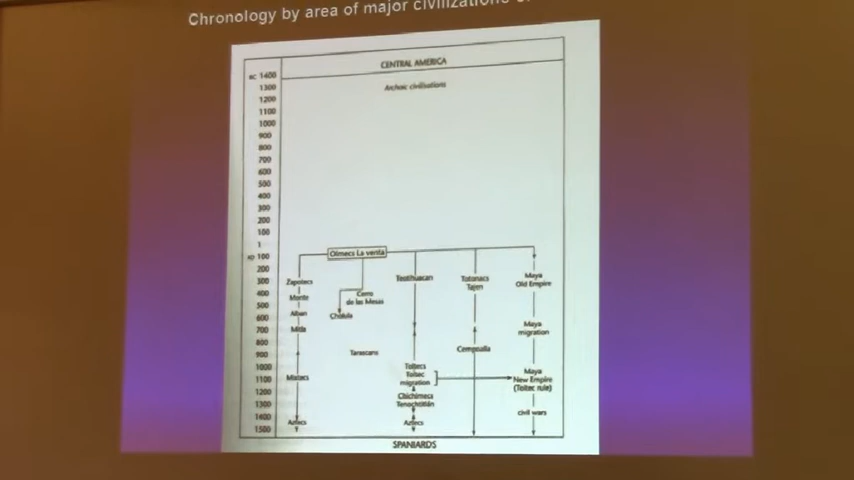 Chronology by area of major civilizations
CENTRAL AMERICA
BC 1400
1300
Archoic civilisations
1200
1100
1000
900
800
700
600
500
400
300
200
100
1
AD 100
Olmecs La venta
200
300
400
500
600
700
800
900
1000
1100
1200
1300
1400
1500
Zapotecs
Monte
Alban
Mitla
Mixtecs
Aztecs
Cerro
de las Mesas
Cholula
Tarascans
Teotihuacan
Toltecs
Toltec
migration
Chichimecs
Tenochtitlán
Aztecs
Totonacs
Tajen
Cempoalla
Maya
Old Empire
Maya
migration
Maya
New Empire
(Toltec rule)
civil wars
SPANIARDS